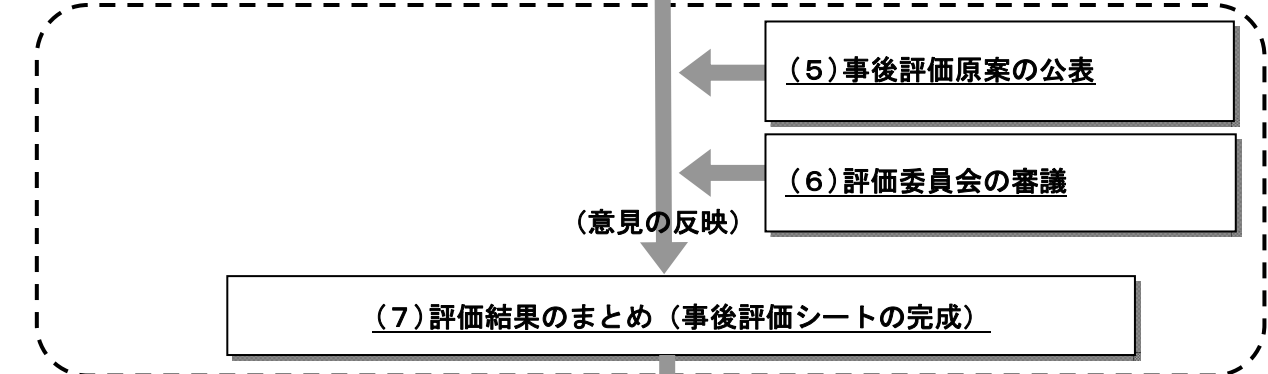 （５）事後評価原案の公表
（６）評価委員会の審議
（意見の反映）
（７）評価結果のまとめ（事後評価シートの完成）